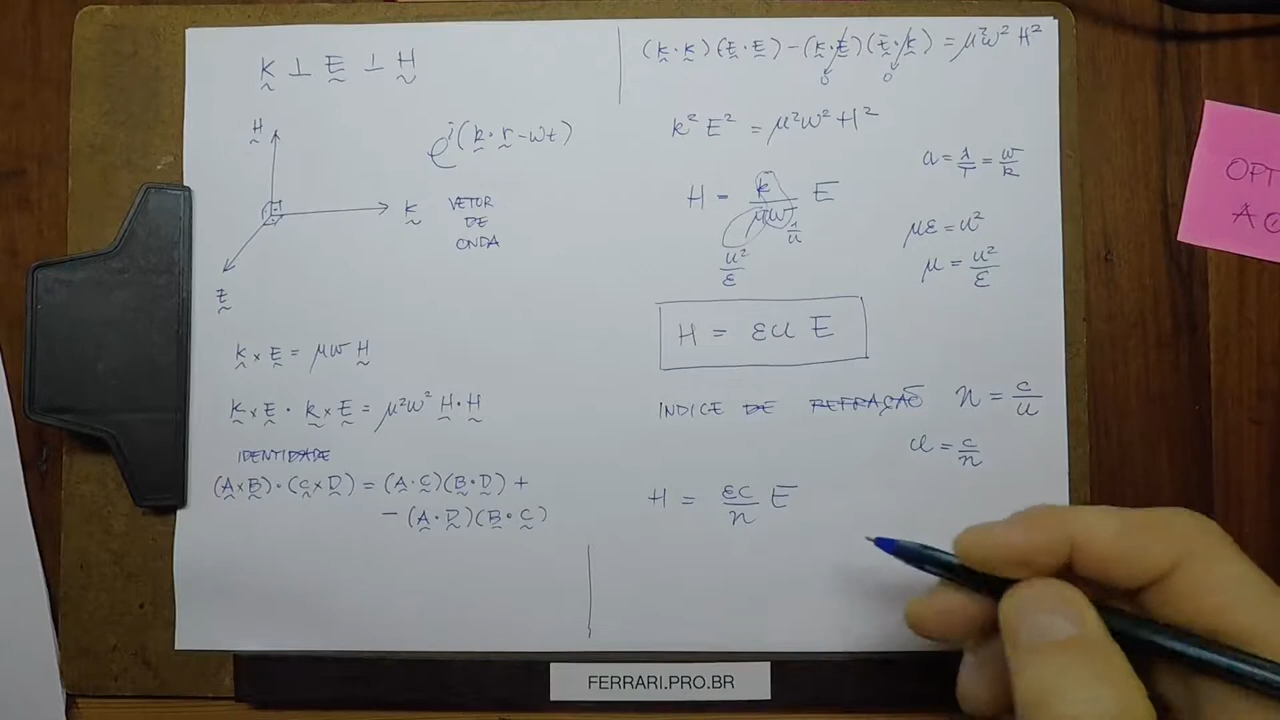 k ⊥ E ⊥ H
H
e^{i(k·r-ωt)}
k VETOR
DE
ONDA
E
k × E = μω H
k × E · k × E = μ²ω² H · H
IDENTIDADE
(A×B)·(C×D) = (A·C)(B·D) +
-(A·D)(B·C)
(k·k)(E·E) - (k·E)(E·k) = μ²ω² H²
0 0
k² E² = μ²ω² H²
u = λ/T = ω/k
H = k/μω E
1/u
u²/ε
με = u²
μ = u²/ε
H = εu E
INDICE DE REFRAÇÃO n = c/u
u = c/n
H = εc/n E
OPT
A
FERRARI.PRO.BR